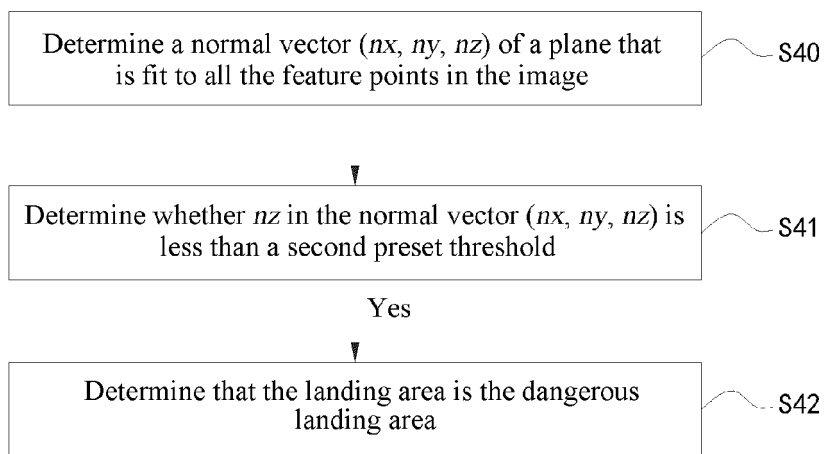 Determine a normal vector (nx, ny, nz) of a plane that
is fit to all the feature points in the image
S40
Determine whether nz in the normal vector (nx, ny, nz) is
less than a second preset threshold
S41
Yes
Determine that the landing area is the dangerous
landing area
S42